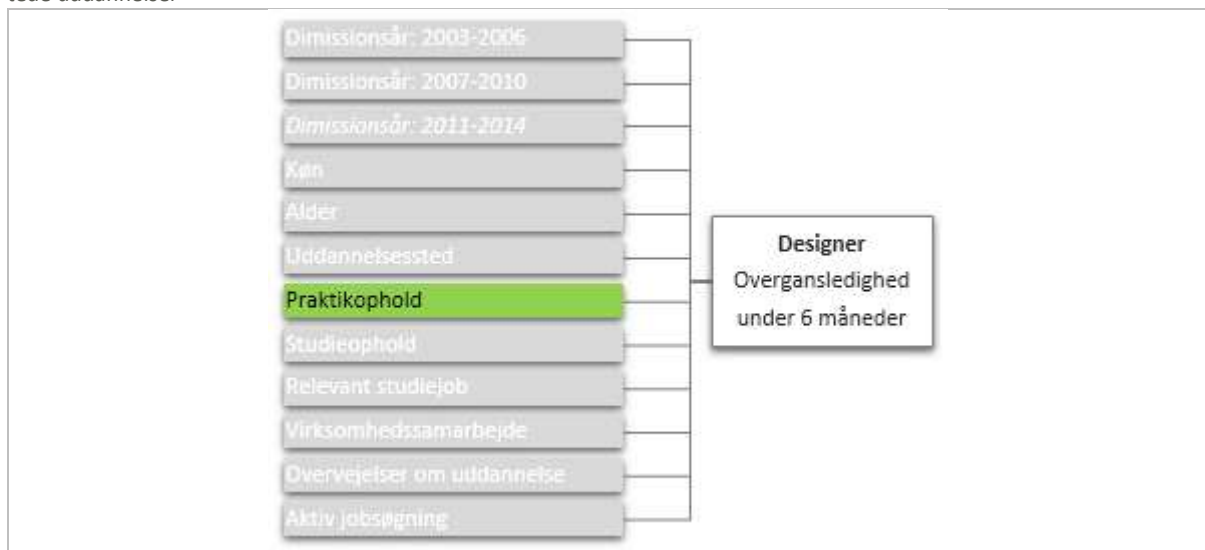 lede uddannelser
Dimissionsår: 2003-2006
Dimissionsår: 2007-2010
Dimissionsår: 2011-2014
Køn
Alder
Uddannelsessted
Praktikophold
Studieophold
Relevant studiejob
Virksomhedssamarbejde
Overvejelser om uddannelse
Aktiv jobsøgning
Designer
Overgansledighed
under 6 måneder